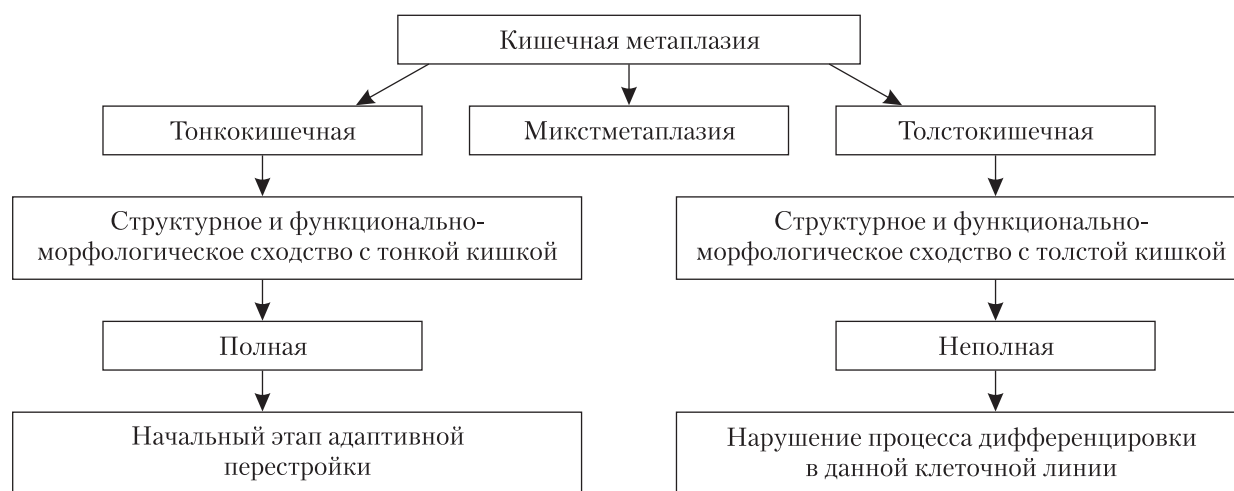 Кишечная метаплазия
Тонкокишечная
Микстметаплазия
Толстокишечная
Структурное и функционально-
морфологическое сходство с тонкой кишкой
Структурное и функционально-
морфологическое сходство с толстой кишкой
Полная
Неполная
Начальный этап адаптивной
перестройки
Нарушение процесса дифференцировки
в данной клеточной линии